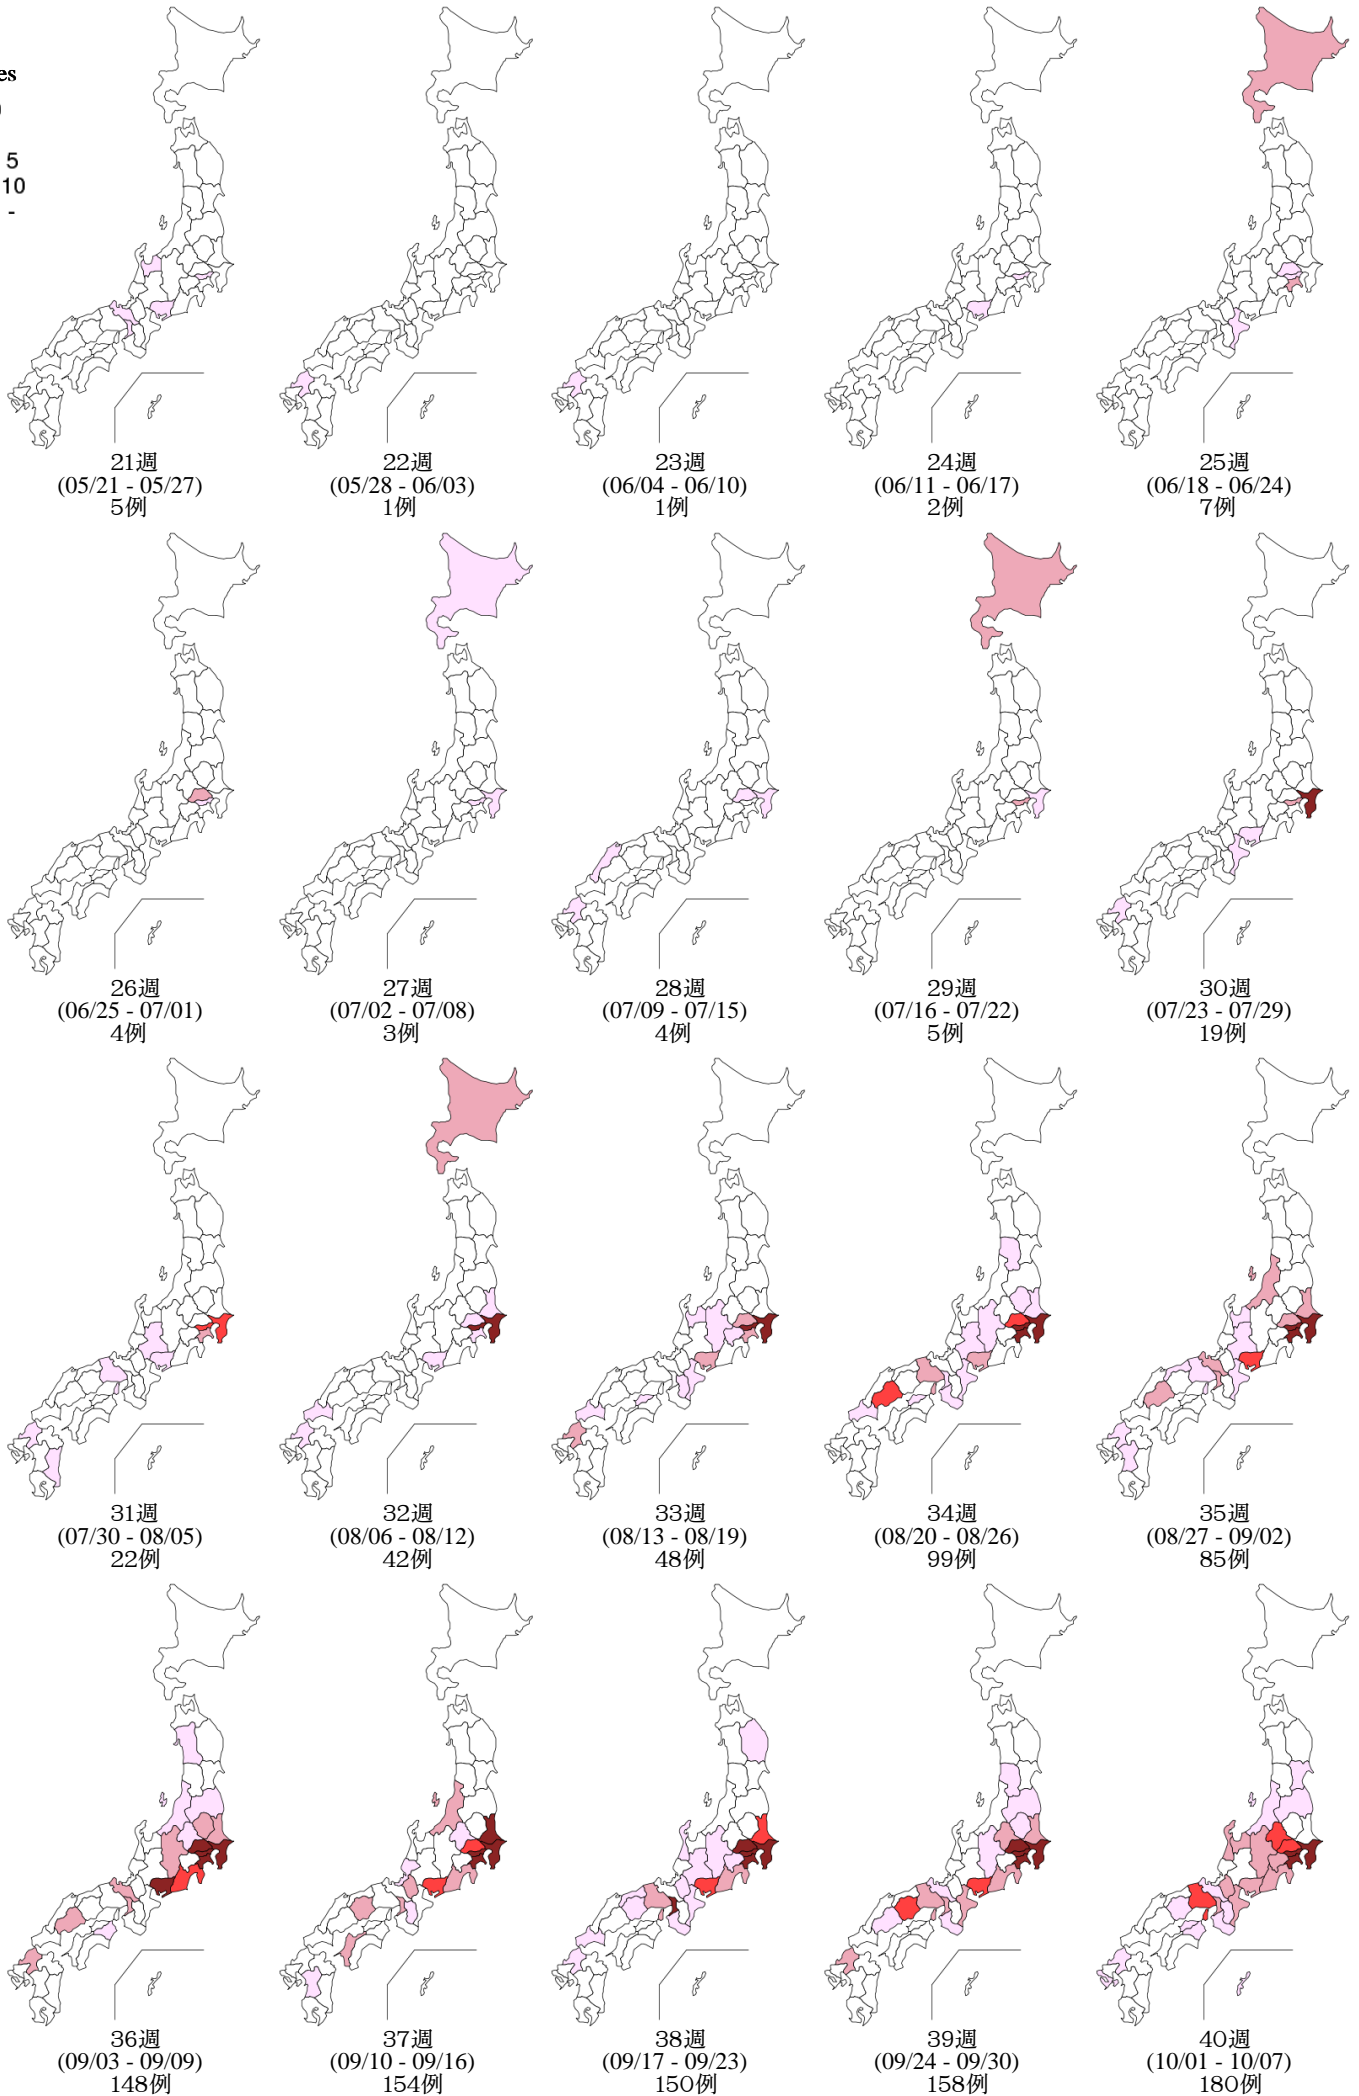 es
5
10
-
21週
(05/21 - 05/27)
5例
22週
(05/28 - 06/03)
1例
23週
(06/04 - 06/10)
1例
24週
(06/11 - 06/17)
2例
25週
(06/18 - 06/24)
7例
26週
(06/25 - 07/01)
4例
27週
(07/02 - 07/08)
3例
28週
(07/09 - 07/15)
4例
29週
(07/16 - 07/22)
5例
30週
(07/23 - 07/29)
19例
31週
(07/30 - 08/05)
22例
32週
(08/06 - 08/12)
42例
33週
(08/13 - 08/19)
48例
34週
(08/20 - 08/26)
99例
35週
(08/27 - 09/02)
85例
36週
(09/03 - 09/09)
148例
37週
(09/10 - 09/16)
154例
38週
(09/17 - 09/23)
150例
39週
(09/24 - 09/30)
158例
40週
(10/01 - 10/07)
180例